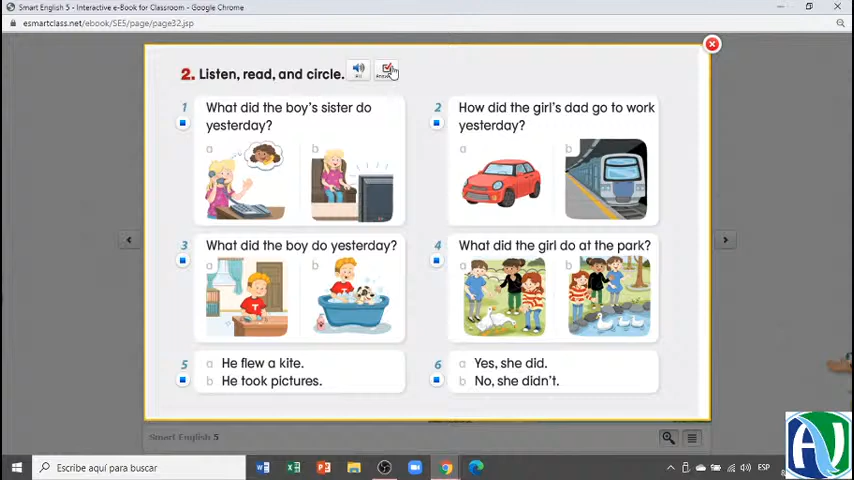 Smart English 5 - Interactive e-Book for Classroom - Google Chrome
esmartclass.net/ebook/SE5/page/page32.jsp
2. Listen, read, and circle.
All
1 What did the boy's sister do
yesterday?
a b
2 How did the girl's dad go to work
yesterday?
a b
3 What did the boy do yesterday?
a b
T T
4 What did the girl do at the park?
a b
5 a He flew a kite.
b He took pictures.
6 a Yes, she did.
b No, she didn't.
Smart English 5
Escribe aquí para buscar
ESP
AJ